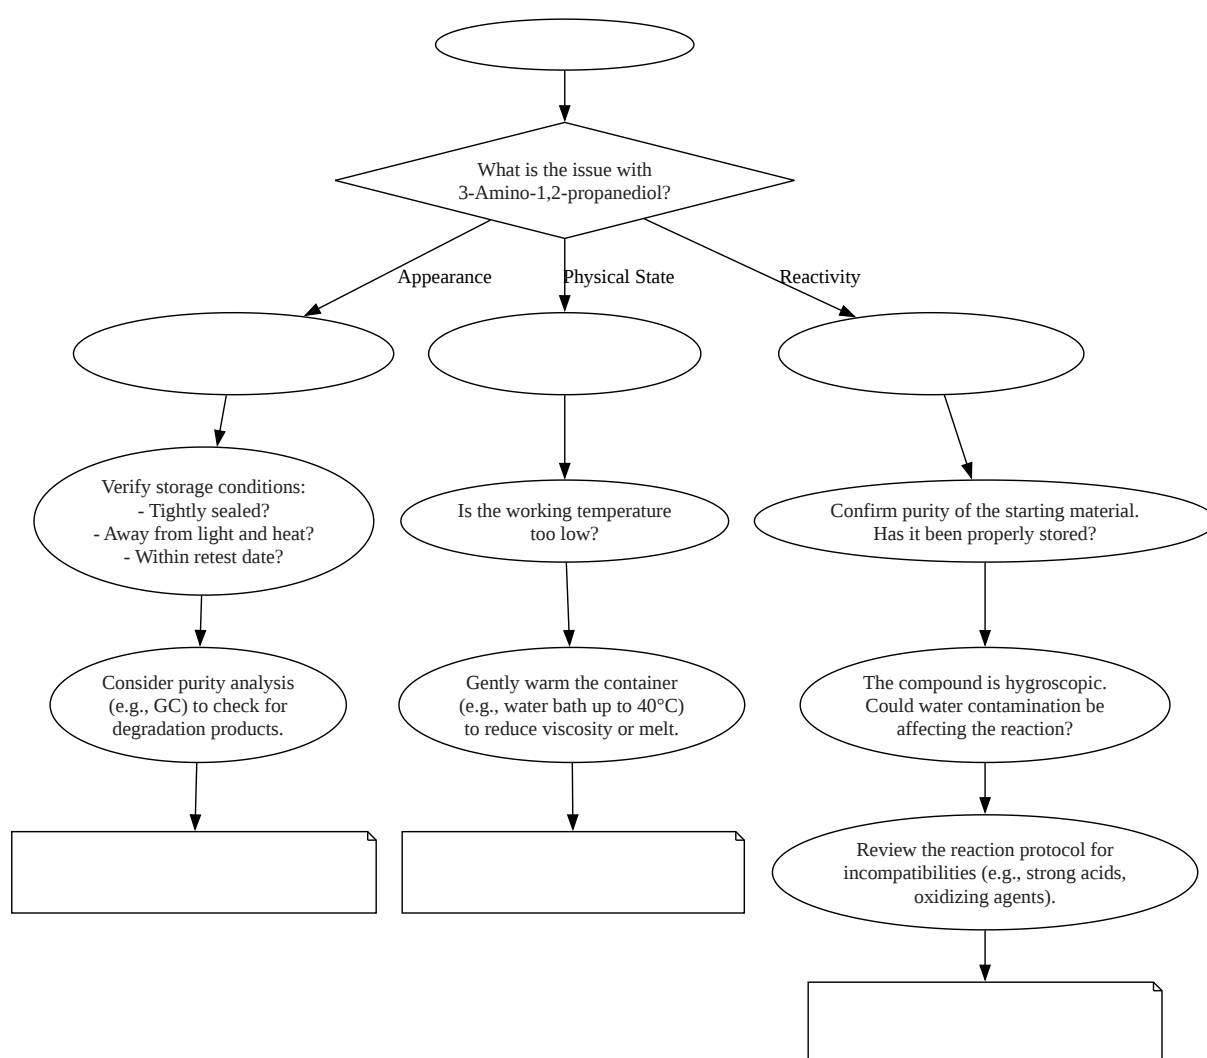 What is the issue with
3-Amino-1,2-propanediol?
Appearance
Physical State
Reactivity
Verify storage conditions:
- Tightly sealed?
- Away from light and heat?
- Within retest date?
Is the working temperature
too low?
Confirm purity of the starting material.
Has it been properly stored?
Consider purity analysis
(e.g., GC) to check for
degradation products.
Gently warm the container
(e.g., water bath up to 40°C)
to reduce viscosity or melt.
The compound is hygroscopic.
Could water contamination be
affecting the reaction?
Review the reaction protocol for
incompatibilities (e.g., strong acids,
oxidizing agents).